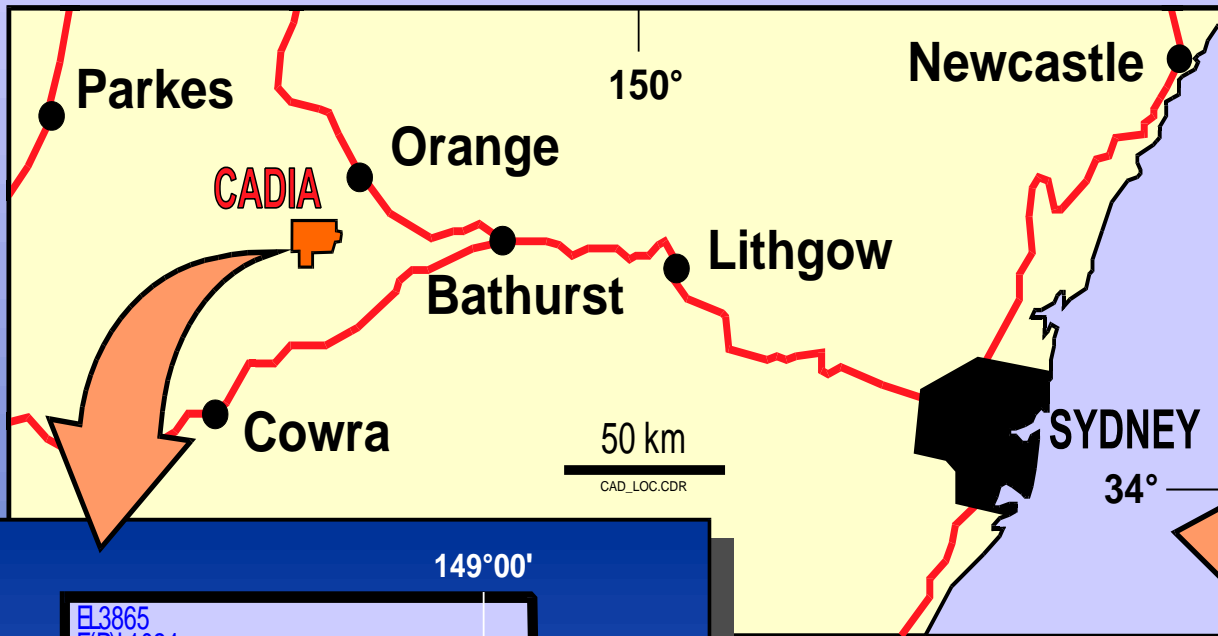 150°
Newcastle
Parkes
Orange
CADIA
Lithgow
Bathurst
Cowra
50 km
CAD_LOC.CDR
SYDNEY
34°
149°00'
EL3865